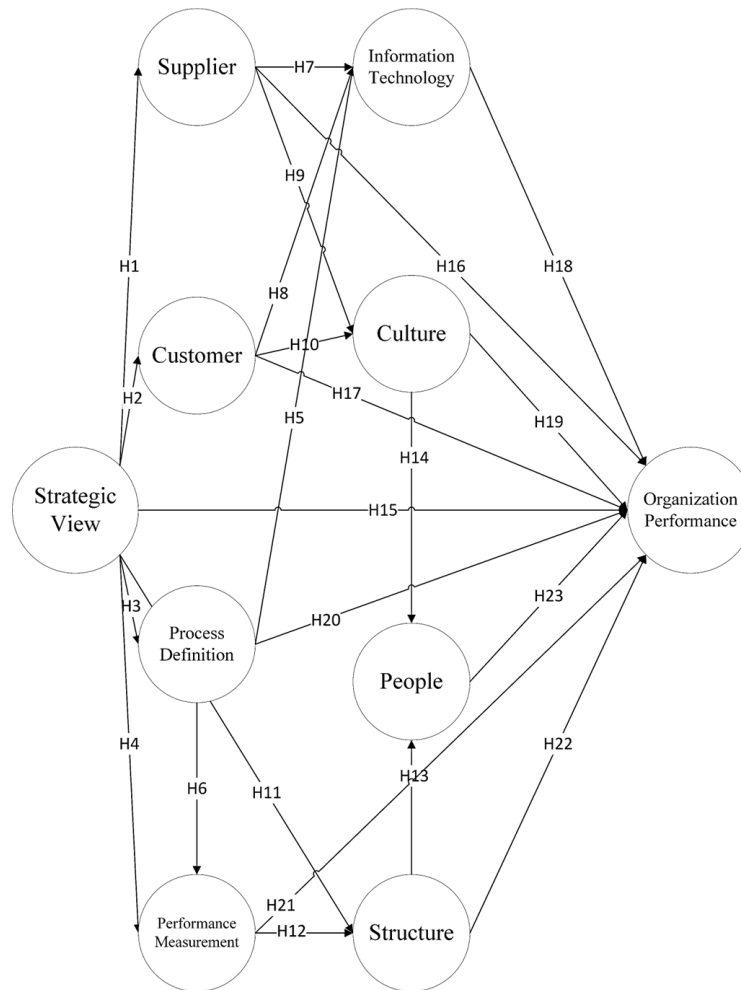 Supplier
H7
Information
Technology
H9
H1
H8
H16
H18
Customer
H10
Culture
H2
H17
H5
H19
H14
Strategic
View
H15
Organization
Performance
H3
Process
Definition
H20
H23
People
H4
H6
H11
H13
H22
Performance
Measurement
H21
H12
Structure